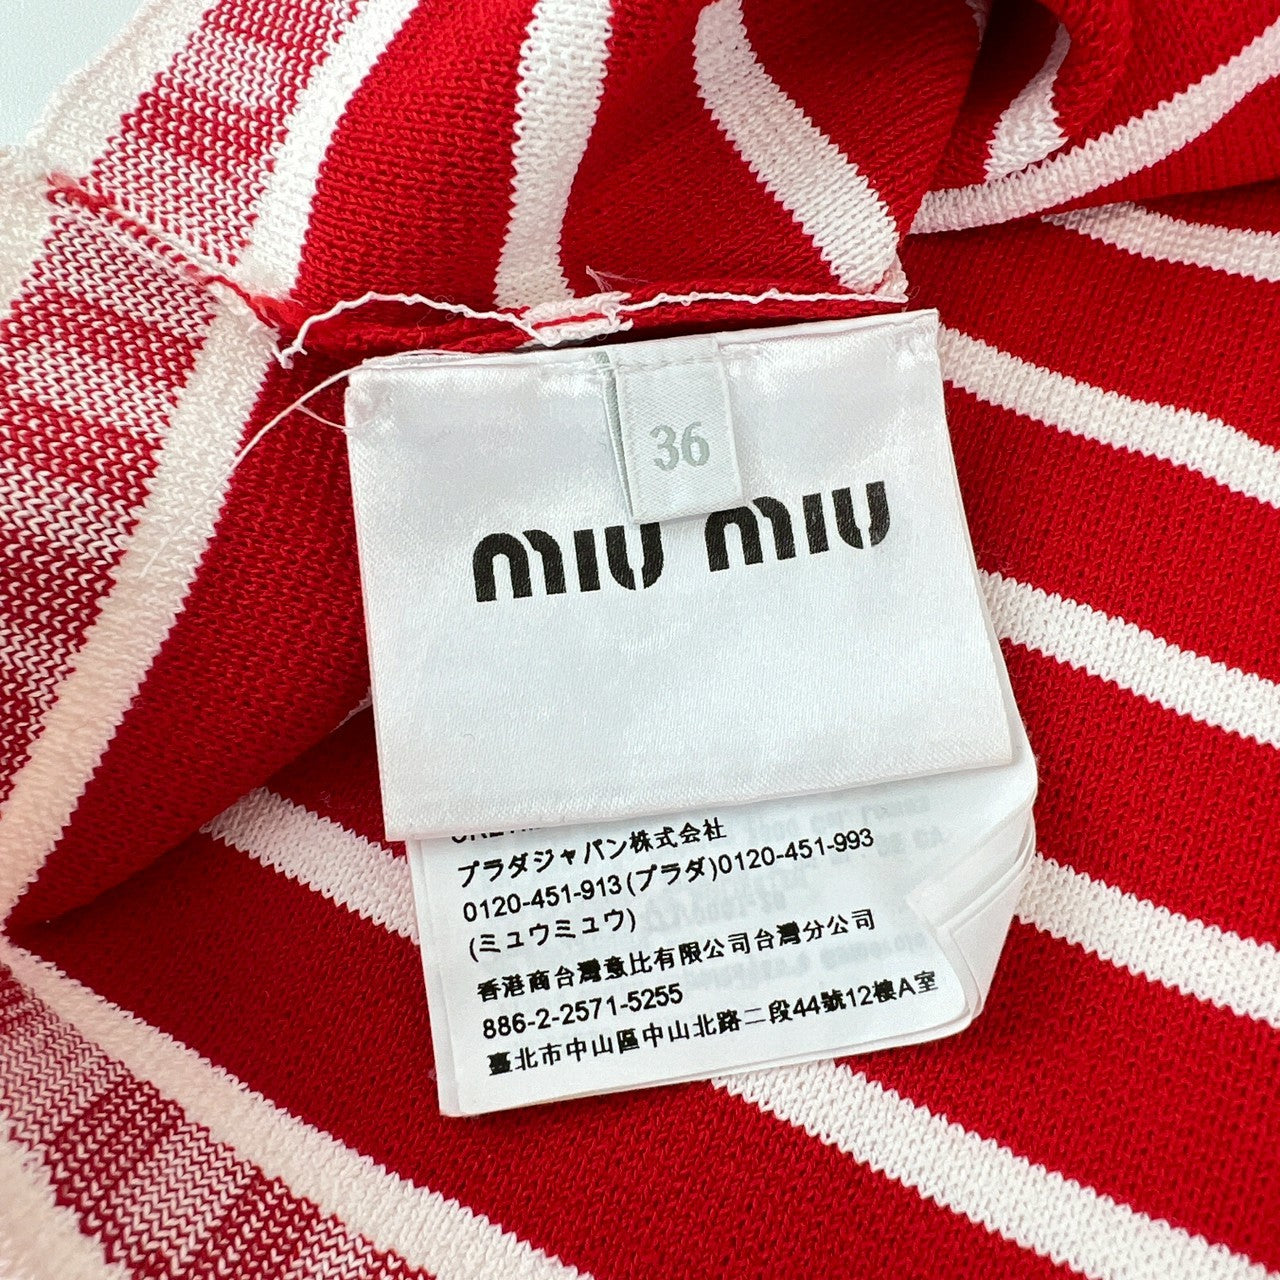 36
miu miu
プラダジャパン株式会社
0120-451-913(プラダ)0120-451-993
(ミュウミュウ)
香港商台灣意比有限公司台灣分公司
886-2-2571-5255
臺北市中山區中山北路二段44號12樓A室